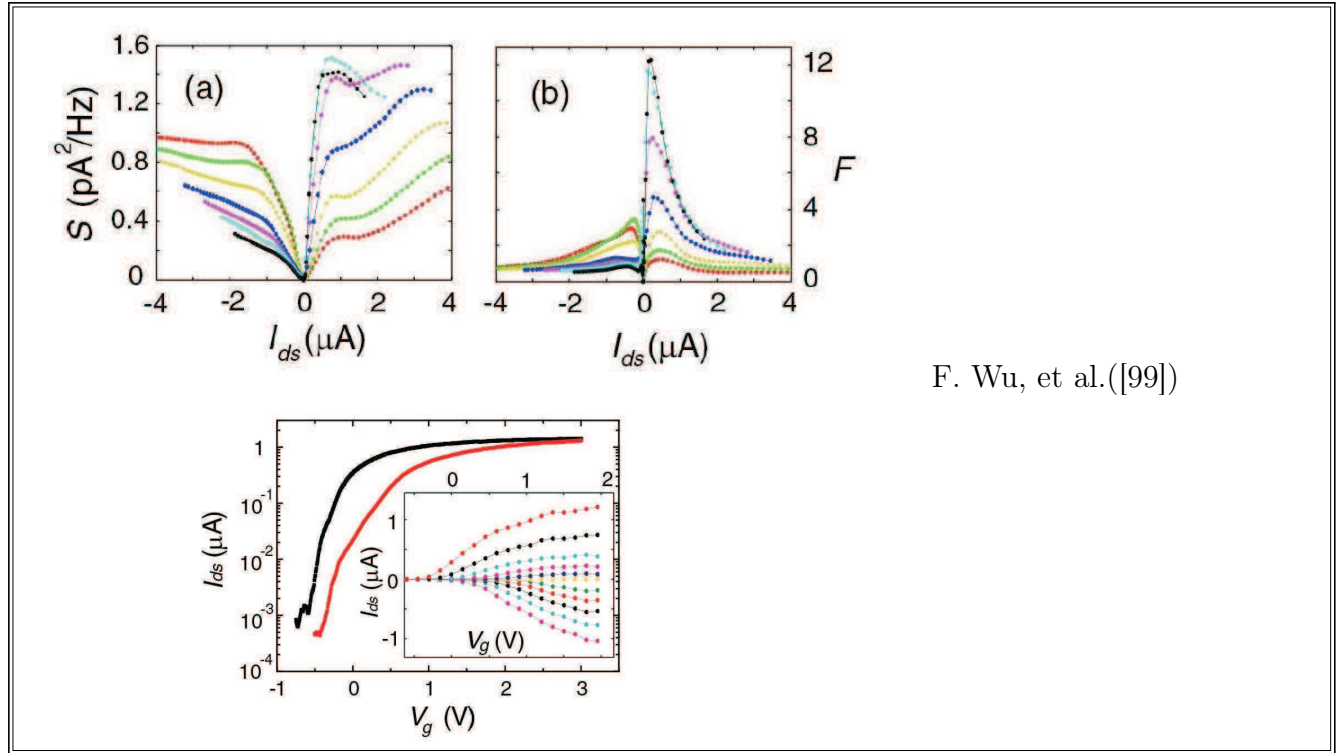 1.6
1.2
0.8
0.4
0
S (pA²/Hz)
(a)
-4 -2 0 2 4
I_ds (μA)
(b)
12
8
4
0
F
-4 -2 0 2 4
I_ds (μA)
F. Wu, et al.([99])
1
10⁻¹
10⁻²
10⁻³
10⁻⁴
I_ds (μA)
-1 0 1 2 3
V_g (V)
0 1 2
1
0
-1
I_ds (μA)
V_g (V)